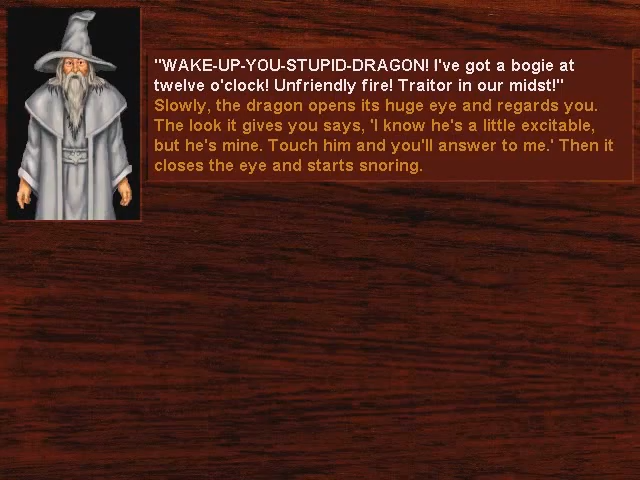 "WAKE-UP-YOU-STUPID-DRAGON! I've got a bogie at
twelve o'clock! Unfriendly fire! Traitor in our midst!"
Slowly, the dragon opens its huge eye and regards you.
The look it gives you says, 'I know he's a little excitable,
but he's mine. Touch him and you'll answer to me.' Then it
closes the eye and starts snoring.